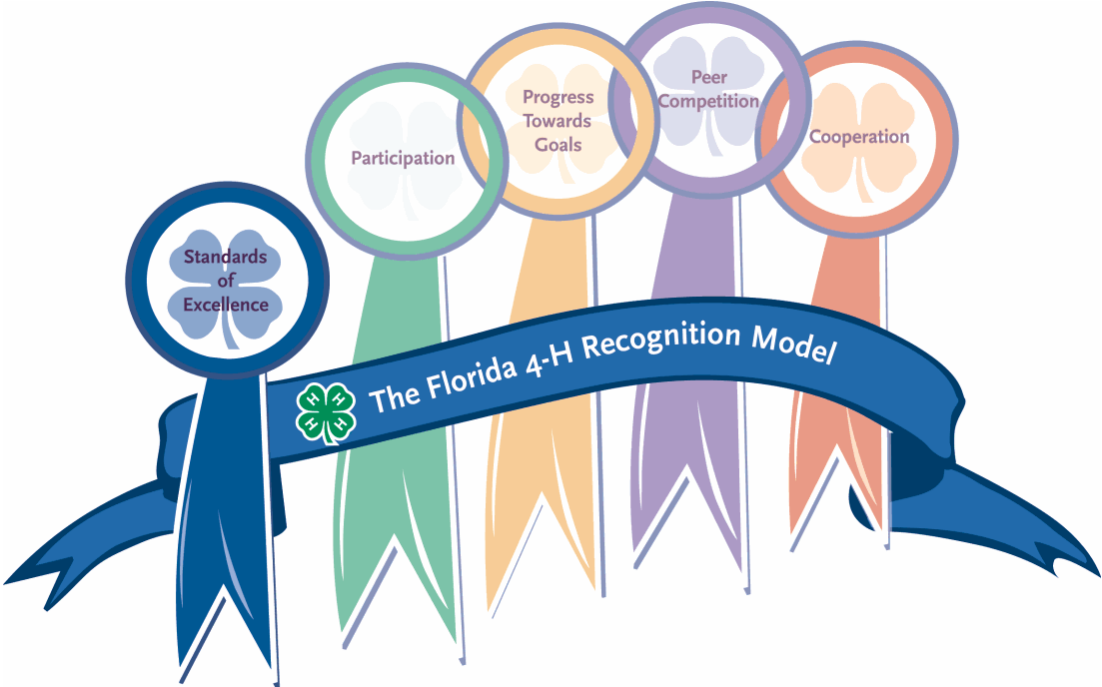 Standards
of
Excellence
Participation
Progress
Towards
Goals
Peer
Competition
Cooperation
H H
H H
The Florida 4-H Recognition Model